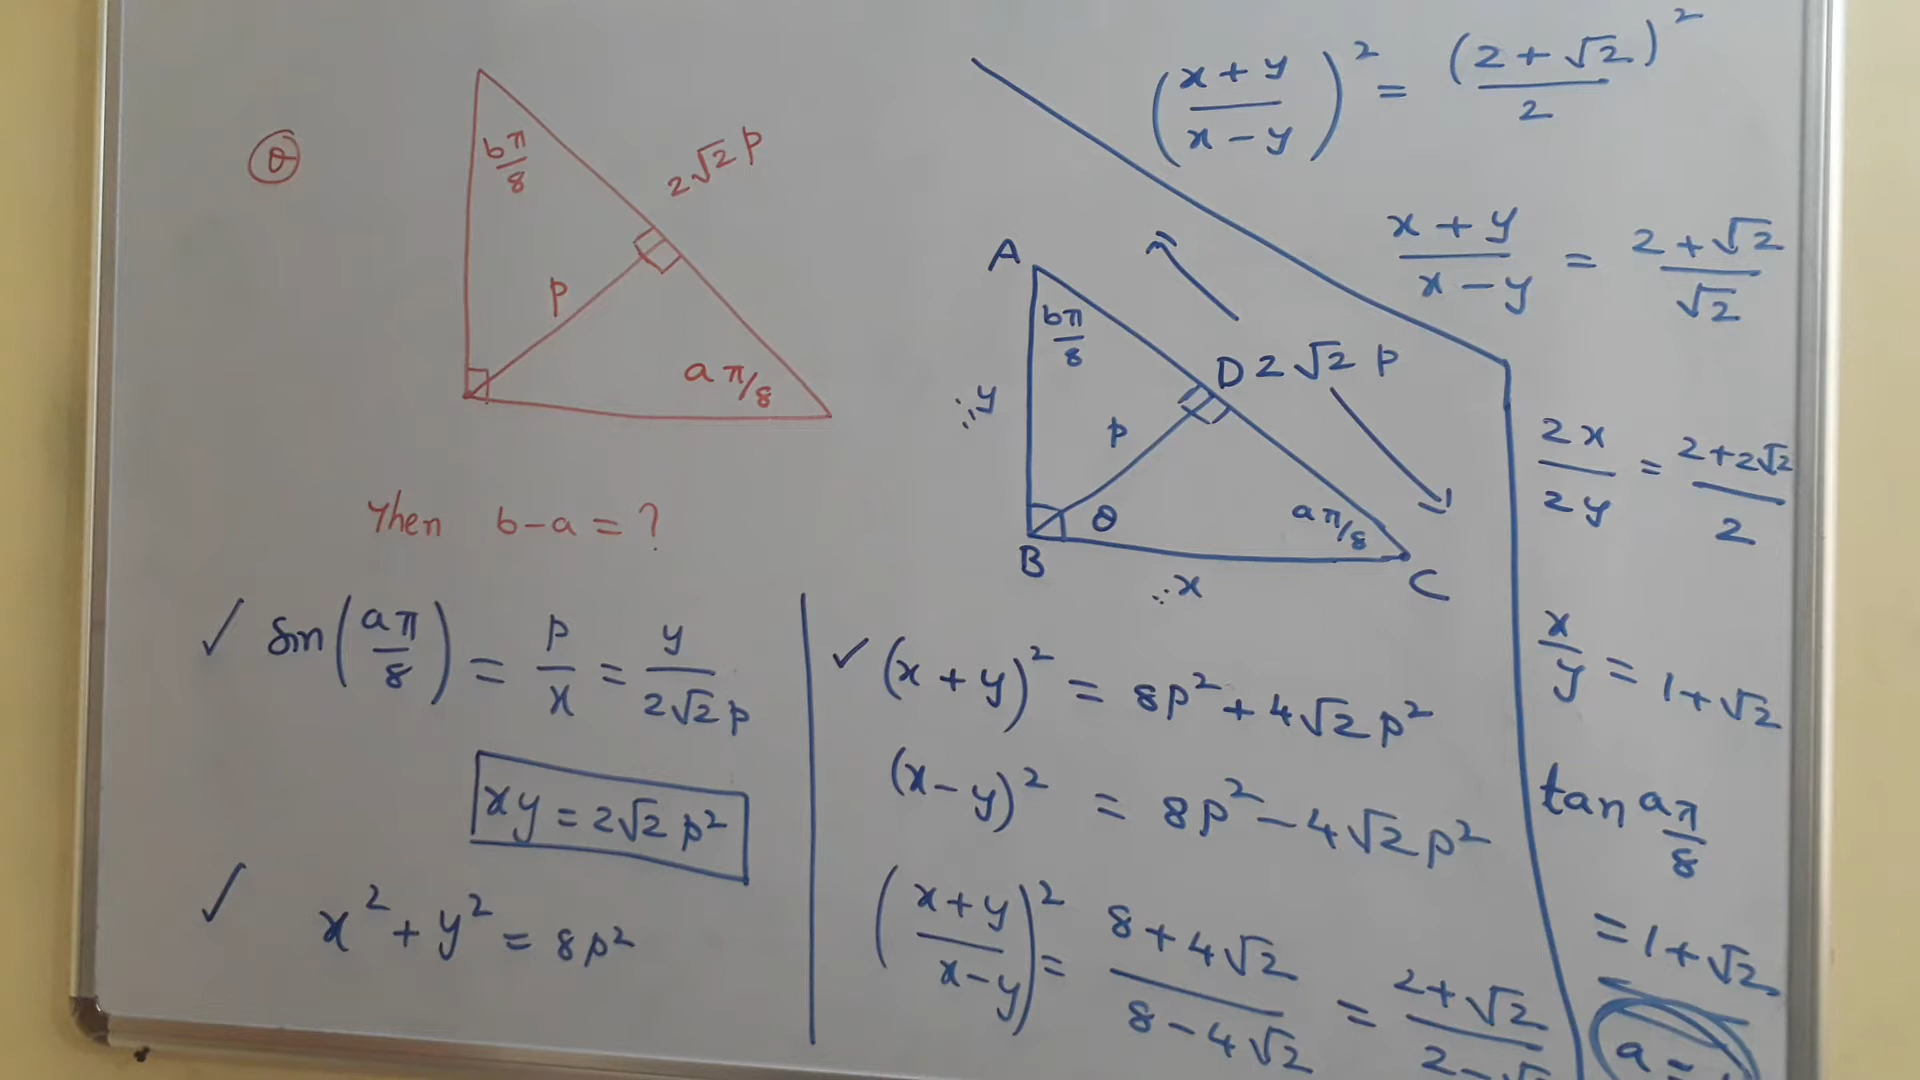 Q
bπ/8
2√2 p
p
aπ/8
Then b-a = ?
✓ Sin(aπ/8) = p/x = y/2√2p
xy = 2√2 p²
✓ x² + y² = 8p²
A
bπ/8
D 2√2 p
∴y
p
B
θ
aπ/8
∴x
C
✓ (x+y)² = 8p² + 4√2p²
(x-y)² = 8p² - 4√2p²
((x+y)/(x-y))² = (8+4√2)/(8-4√2) = (2+√2)/(2-√
((x+y)/(x-y))² = (2+√2)²/2
(x+y)/(x-y) = (2+√2)/√2
2x/2y = (2+2√2)/2
x/y = 1+√2
tan aπ/8
= 1+√2
a =